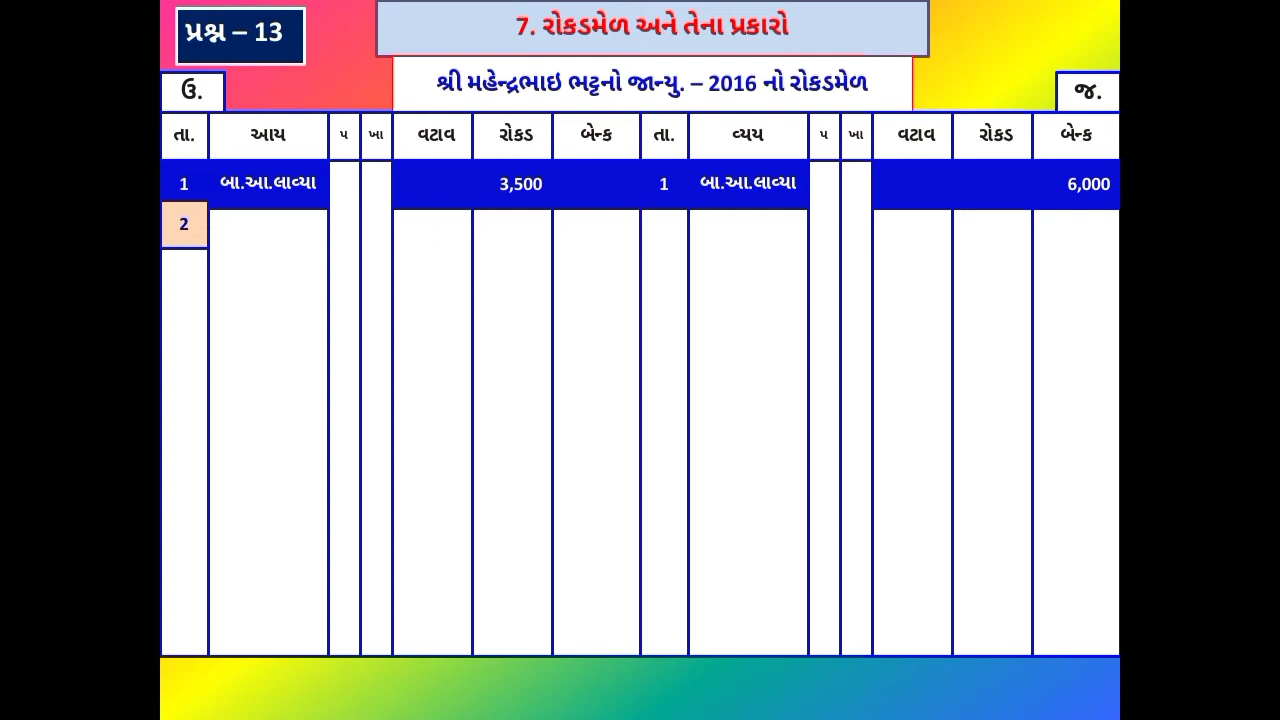 પ્રશ્ન – 13
7. રોકડમેળ અને તેના પ્રકારો
શ્રી મહેન્દ્રભાઇ ભટ્ટનો જાન્યુ. – 2016 નો રોકડમેળ
ઉ. જ.
તા. આય પ ખા વટાવ રોકડ બેન્ક તા. વ્યય પ ખા વટાવ રોકડ બેન્ક
1 બા.આ.લાવ્યા 3,500 1 બા.આ.લાવ્યા 6,000
2